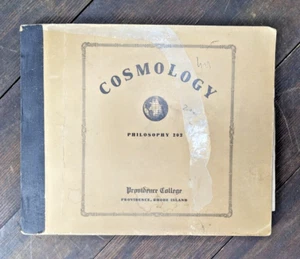 COSMOLOGY
PHILOSOPHY 202
Providence College
PROVIDENCE, RHODE ISLAND